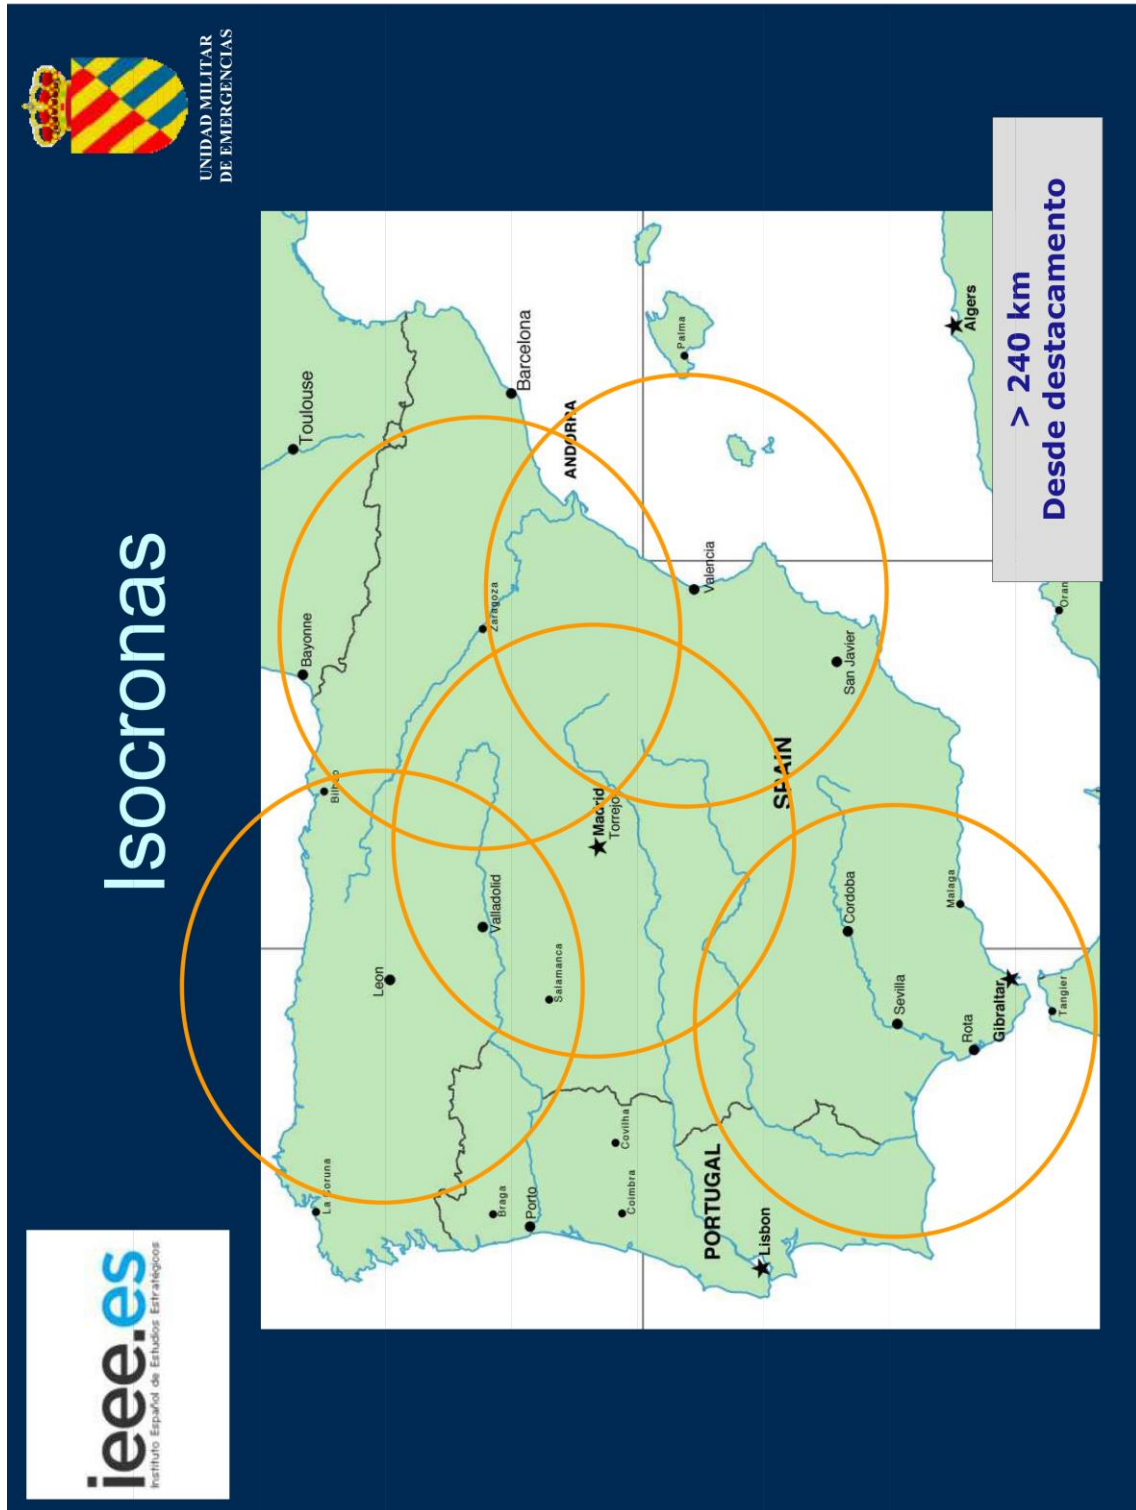 ieee.es
Instituto Español de Estudios Estratégicos
Isocronas
UNIDAD MILITAR
DE EMERGENCIAS
Toulouse
Bayonne
Bilbao
La Coruna
Leon
Barcelona
Zaragoza
Valladolid
Braga
Porto
ANDORRA
Salamanca
Madrid
Torrejo
Covilha
Coimbra
Palma
Valencia
PORTUGAL
Lisbon
SPAIN
San Javier
Cordoba
Sevilla
Malaga
Rota
Gibraltar
Algers
Tangier
Oran
> 240 km
Desde destacamento